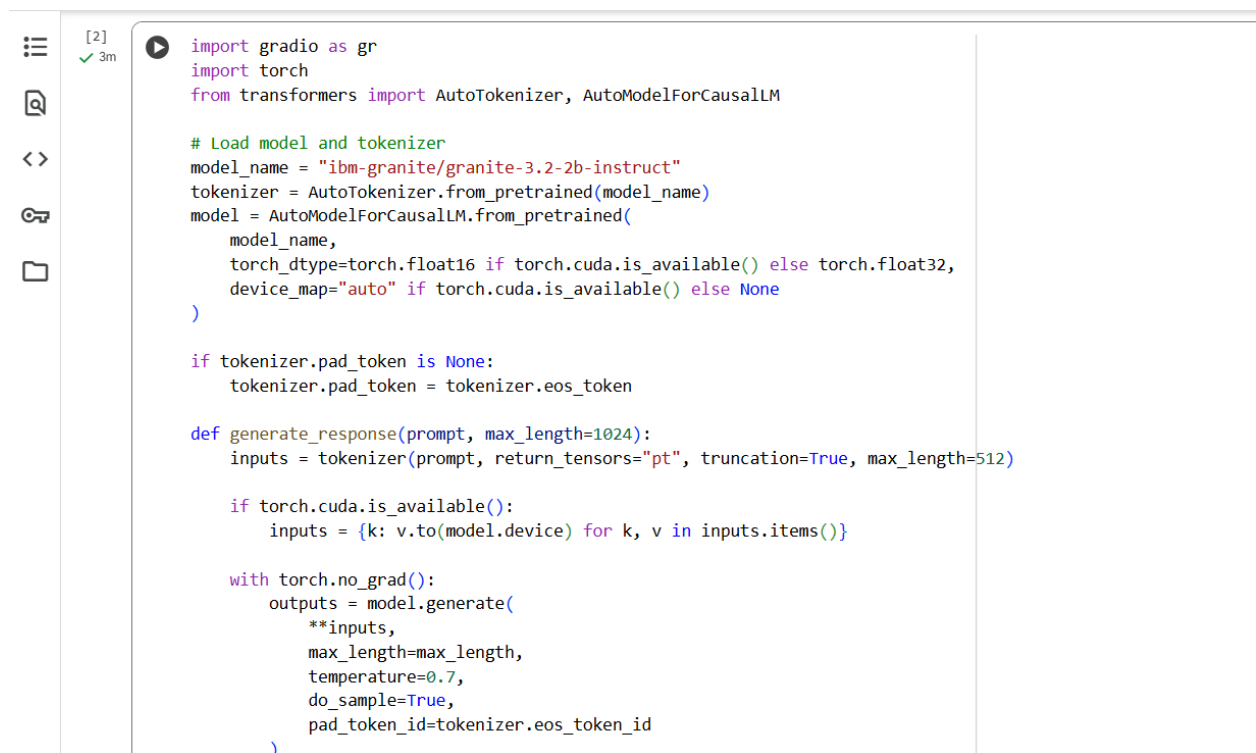 [2]
3m
import gradio as gr
import torch
from transformers import AutoTokenizer, AutoModelForCausalLM

# Load model and tokenizer
model_name = "ibm-granite/granite-3.2-2b-instruct"
tokenizer = AutoTokenizer.from_pretrained(model_name)
model = AutoModelForCausalLM.from_pretrained(
    model_name,
    torch_dtype=torch.float16 if torch.cuda.is_available() else torch.float32,
    device_map="auto" if torch.cuda.is_available() else None
)

if tokenizer.pad_token is None:
    tokenizer.pad_token = tokenizer.eos_token

def generate_response(prompt, max_length=1024):
    inputs = tokenizer(prompt, return_tensors="pt", truncation=True, max_length=512)

    if torch.cuda.is_available():
        inputs = {k: v.to(model.device) for k, v in inputs.items()}

    with torch.no_grad():
        outputs = model.generate(
            **inputs,
            max_length=max_length,
            temperature=0.7,
            do_sample=True,
            pad_token_id=tokenizer.eos_token_id
        )